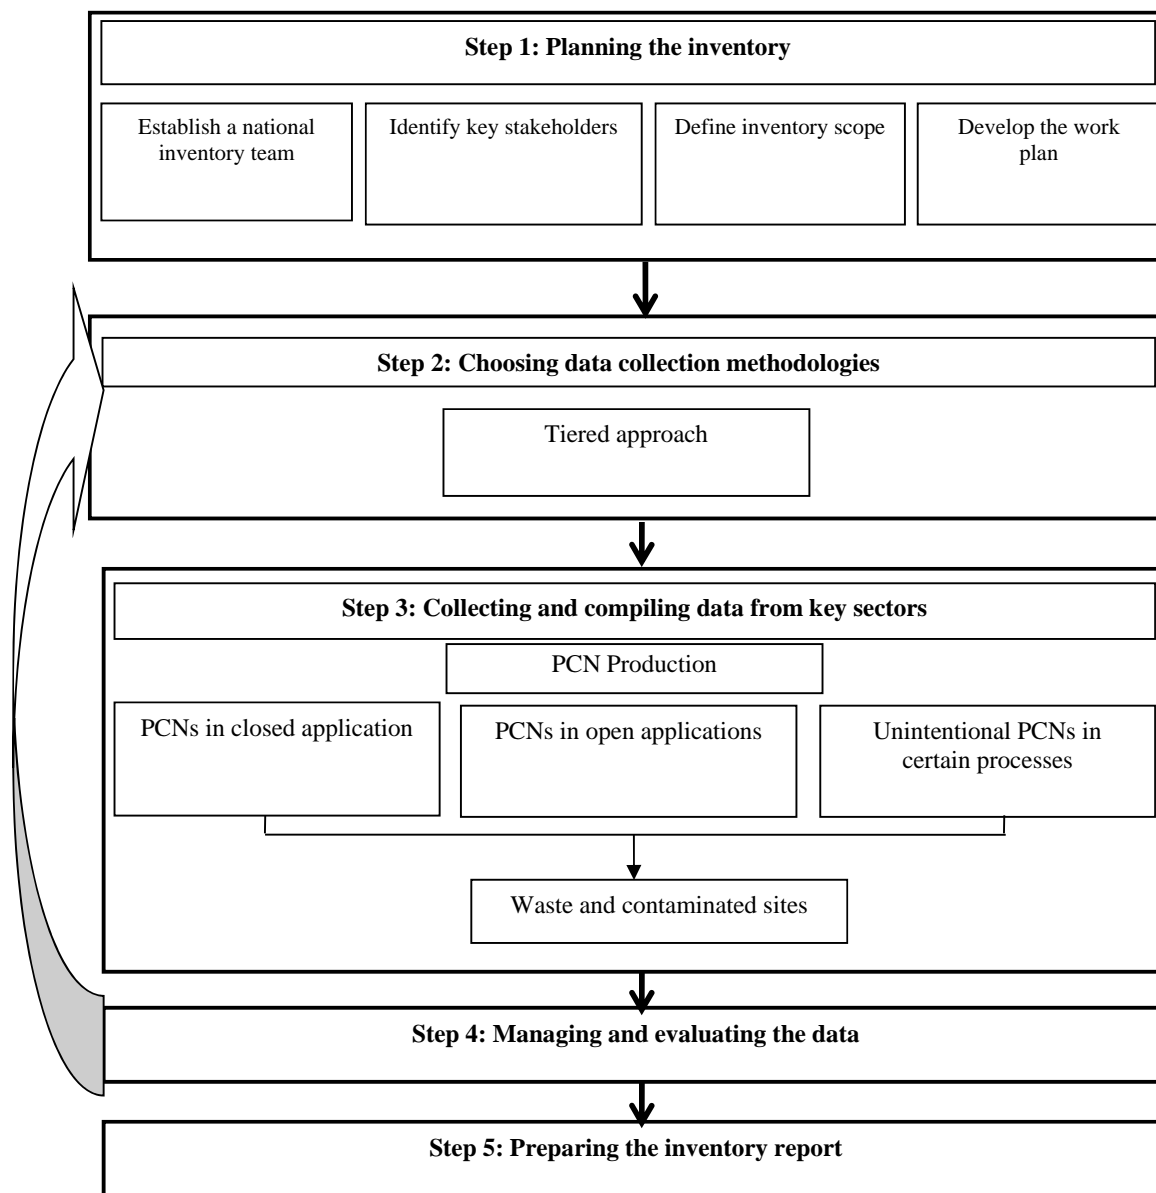 Step 1: Planning the inventory
Establish a national
inventory team
Identify key stakeholders
Define inventory scope
Develop the work
plan
Step 2: Choosing data collection methodologies
Tiered approach
Step 3: Collecting and compiling data from key sectors
PCN Production
PCNs in closed application
PCNs in open applications
Unintentional PCNs in
certain processes
Waste and contaminated sites
Step 4: Managing and evaluating the data
Step 5: Preparing the inventory report